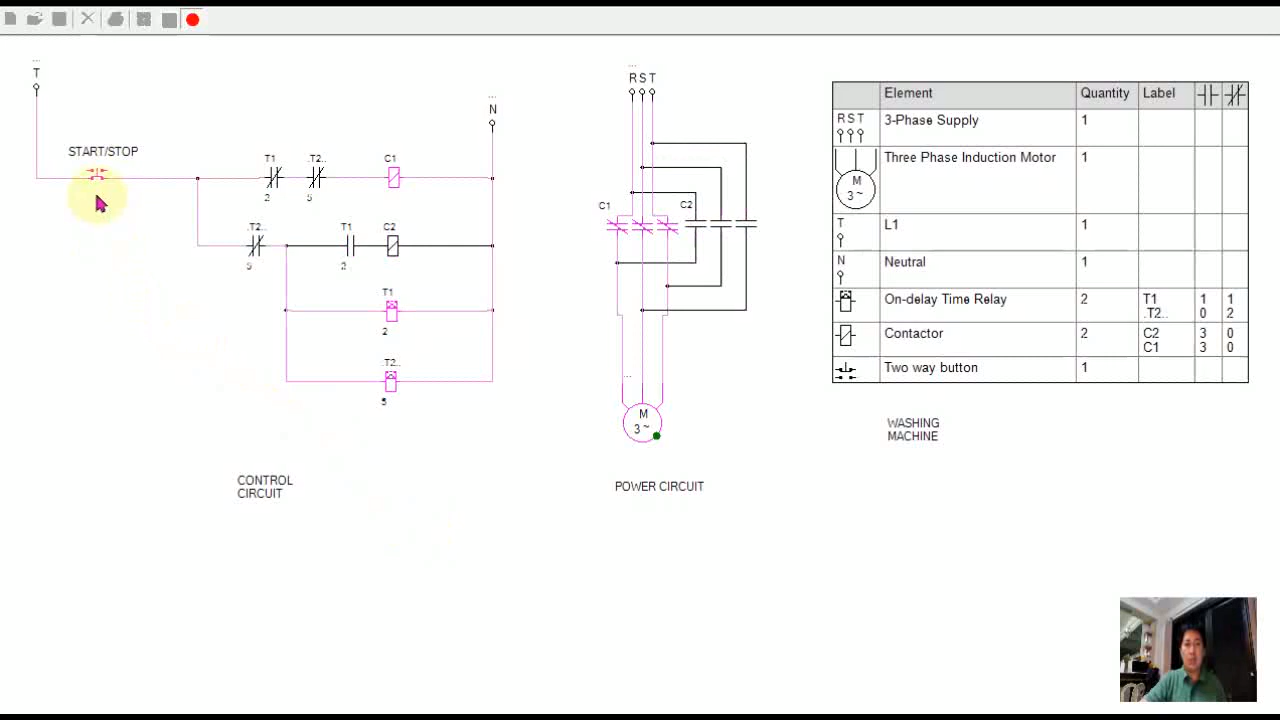 ...
T
START/STOP
T1
.T2..
C1
2
5
...
N
.T2..
T1
C2
5
2
T1
2
.T2..
5
CONTROL
CIRCUIT
...
R S T
C1
C2
...
M
3 ~
POWER CIRCUIT
Element Quantity Label
R S T 3-Phase Supply 1
M
3 ~
Three Phase Induction Motor 1
T L1 1
N Neutral 1
On-delay Time Relay 2 T1 1 1
.T2.. 0 2
Contactor 2 C2 3 0
C1 3 0
Two way button 1
WASHING
MACHINE